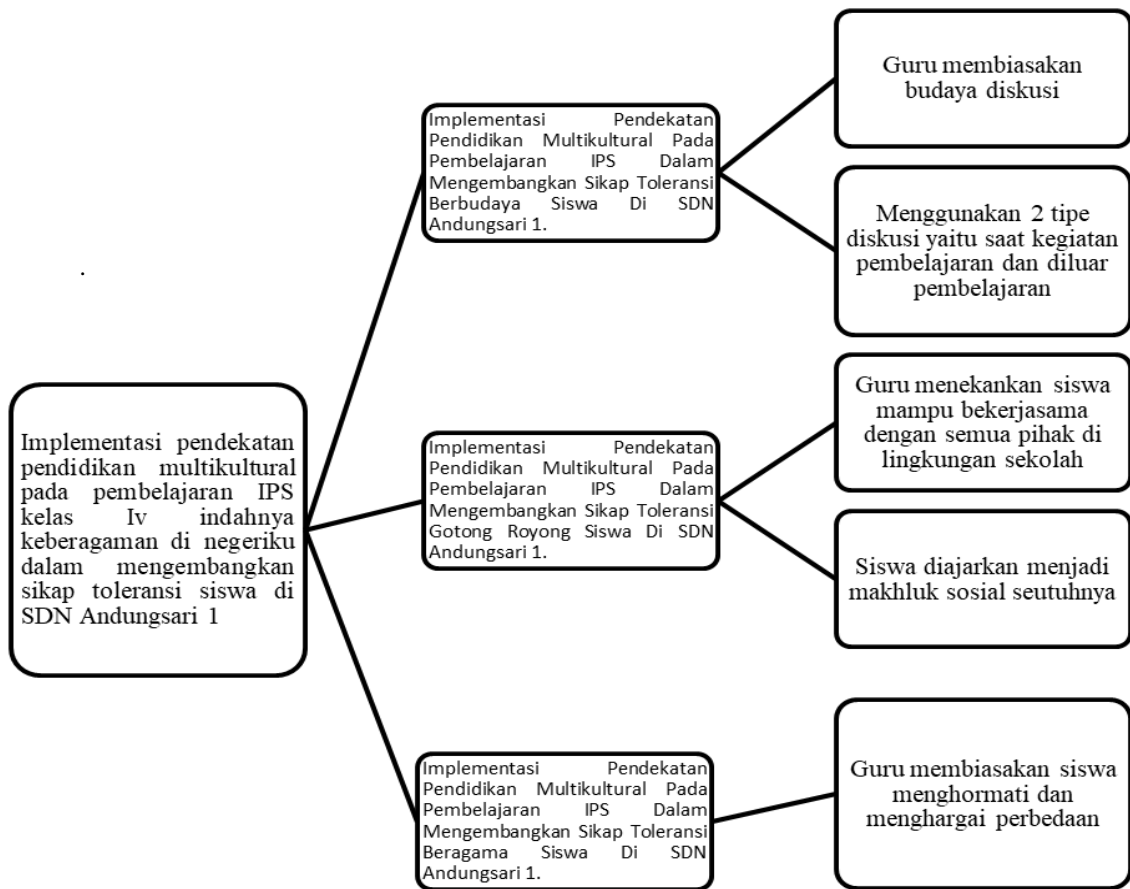 Implementasi pendekatan
pendidikan multikultural
pada pembelajaran IPS
kelas Iv indahnya
keberagaman di negeriku
dalam mengembangkan
sikap toleransi siswa di
SDN Andungsari 1
Implementasi Pendekatan
Pendidikan Multikultural Pada
Pembelajaran IPS Dalam
Mengembangkan Sikap Toleransi
Berbudaya Siswa Di SDN
Andungsari 1.
Guru membiasakan
budaya diskusi
Menggunakan 2 tipe
diskusi yaitu saat kegiatan
pembelajaran dan diluar
pembelajaran
Implementasi Pendekatan
Pendidikan Multikultural Pada
Pembelajaran IPS Dalam
Mengembangkan Sikap Toleransi
Gotong Royong Siswa Di SDN
Andungsari 1.
Guru menekankan siswa
mampu bekerjasama
dengan semua pihak di
lingkungan sekolah
Siswa diajarkan menjadi
makhluk sosial seutuhnya
Implementasi Pendekatan
Pendidikan Multikultural Pada
Pembelajaran IPS Dalam
Mengembangkan Sikap Toleransi
Beragama Siswa Di SDN
Andungsari 1.
Guru membiasakan siswa
menghormati dan
menghargai perbedaan